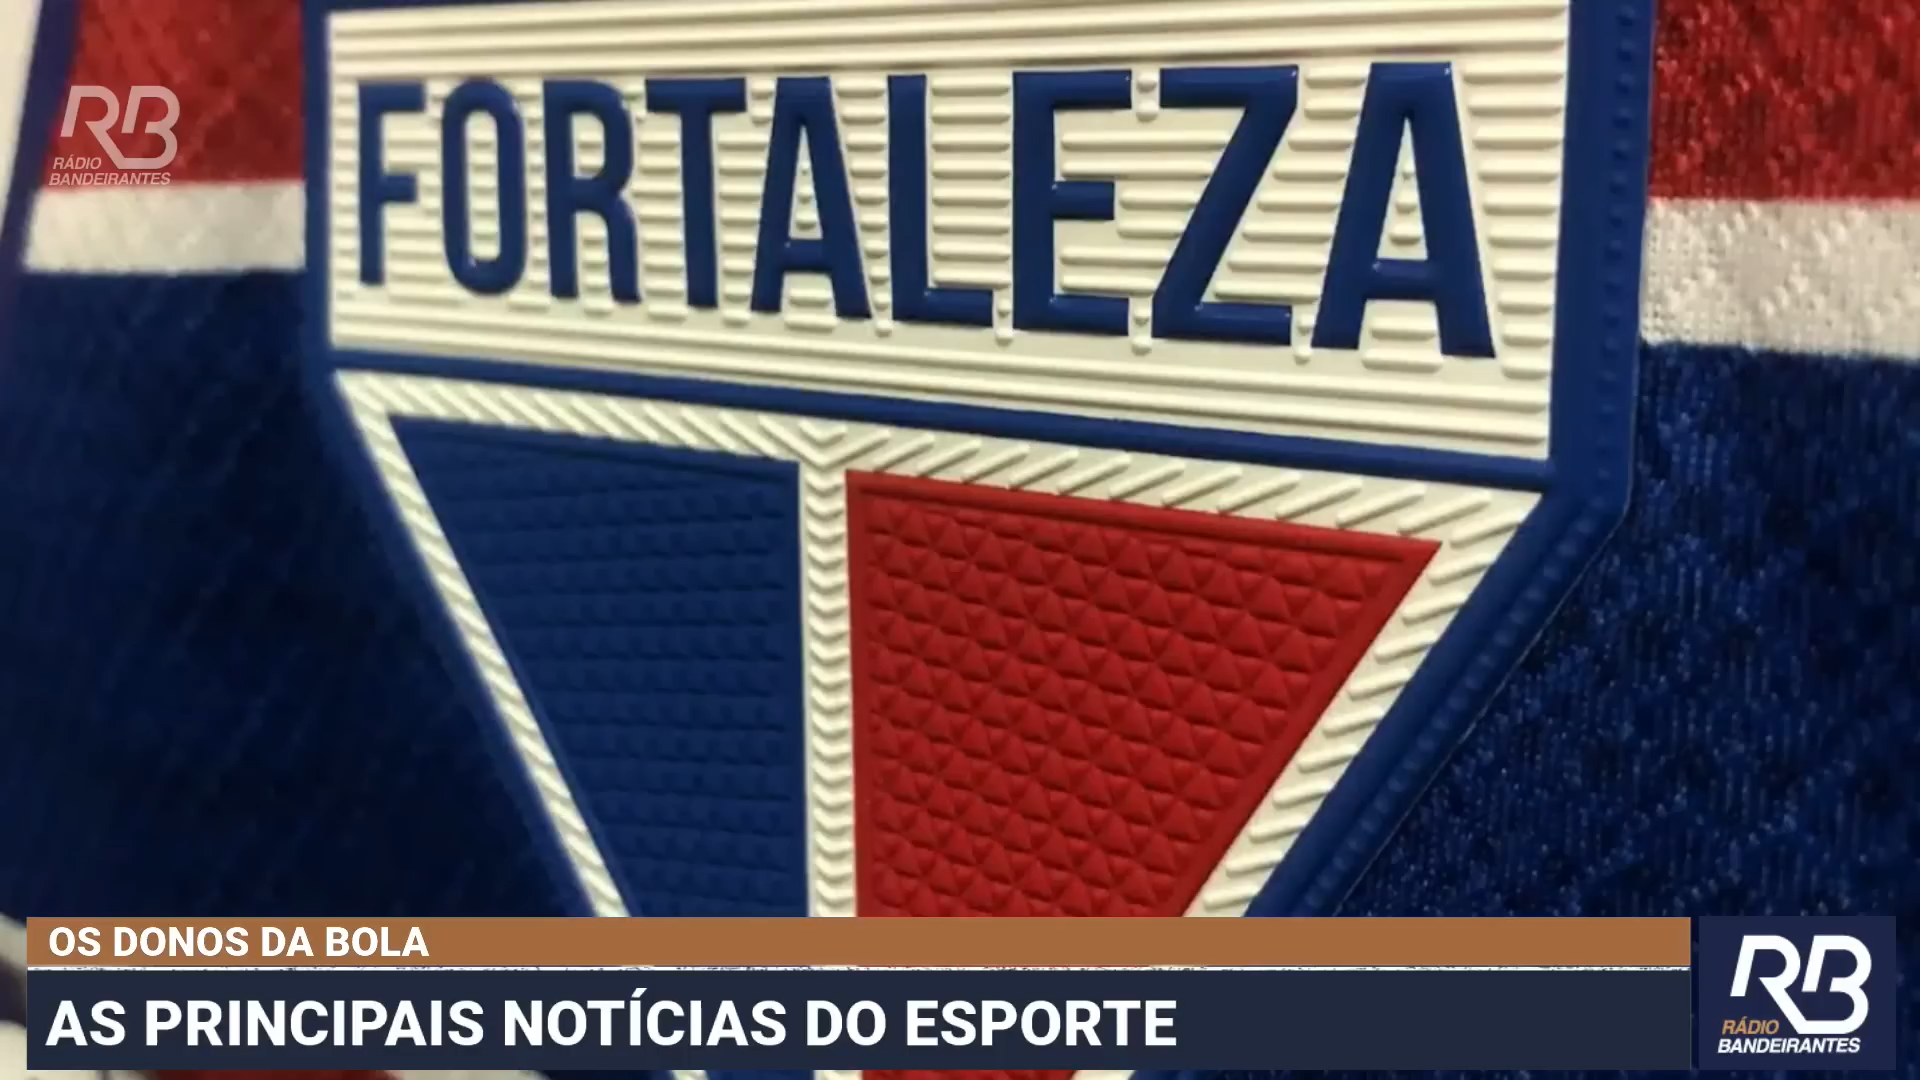 FORTALEZA
RB
RÁDIO
BANDEIRANTES
OS DONOS DA BOLA
AS PRINCIPAIS NOTÍCIAS DO ESPORTE
RB
RÁDIO
BANDEIRANTES